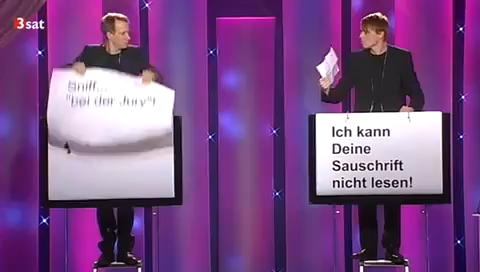 3sat
Sniff...
"bei der Jury"!
Ich kann
Deine
Sauschrift
nicht lesen!